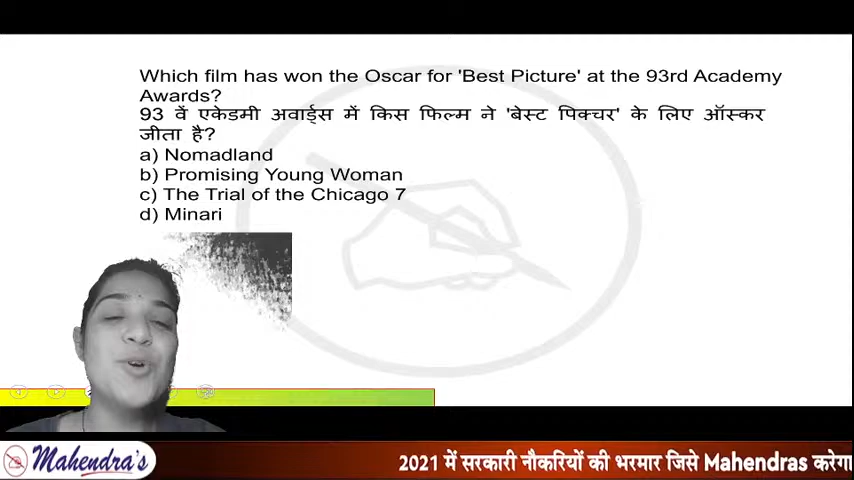 Which film has won the Oscar for 'Best Picture' at the 93rd Academy
Awards?
93 वें एकेडमी अवार्ड्स में किस फिल्म ने 'बेस्ट पिक्चर' के लिए ऑस्कर
जीता है?
a) Nomadland
b) Promising Young Woman
c) The Trial of the Chicago 7
d) Minari
Mahendra's
2021 में सरकारी नौकरियों की भरमार जिसे Mahendras करेगा